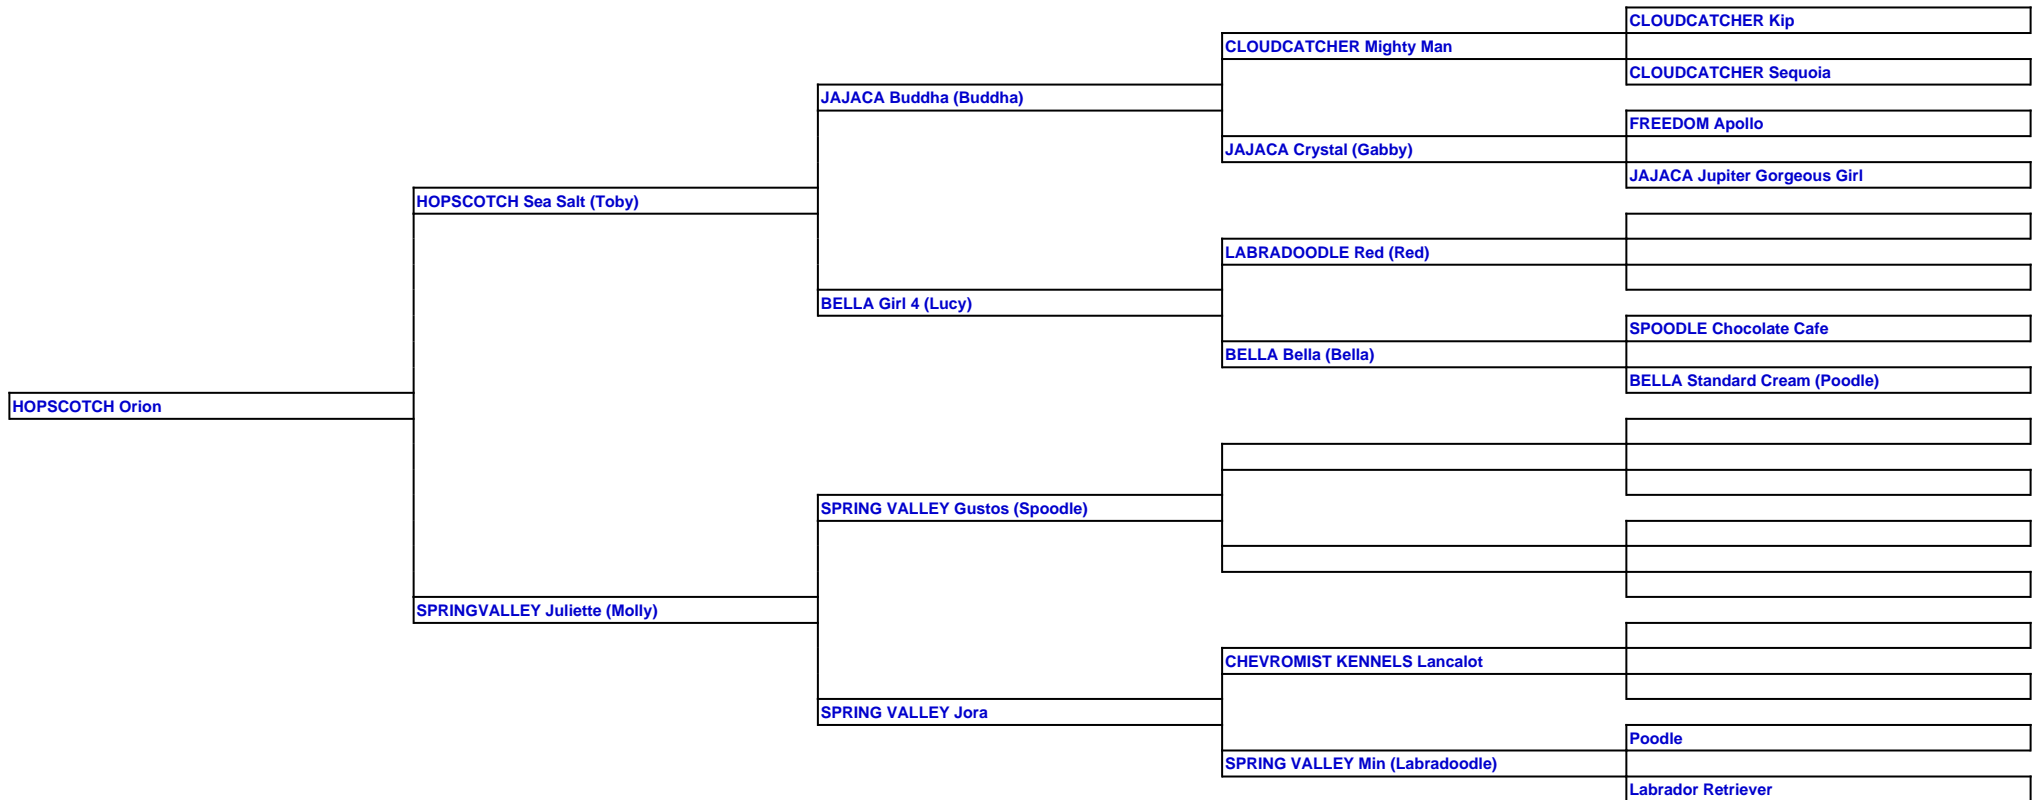 CLOUDCATCHER Kip
CLOUDCATCHER Mighty Man
CLOUDCATCHER Sequoia
JAJACA Buddha (Buddha)
FREEDOM Apollo
JAJACA Crystal (Gabby)
JAJACA Jupiter Gorgeous Girl
HOPSCOTCH Sea Salt (Toby)
LABRADOODLE Red (Red)
BELLA Girl 4 (Lucy)
SPOODLE Chocolate Cafe
BELLA Bella (Bella)
BELLA Standard Cream (Poodle)
HOPSCOTCH Orion
SPRING VALLEY Gustos (Spoodle)
SPRINGVALLEY Juliette (Molly)
CHEVROMIST KENNELS Lancalot
SPRING VALLEY Jora
Poodle
SPRING VALLEY Min (Labradoodle)
Labrador Retriever